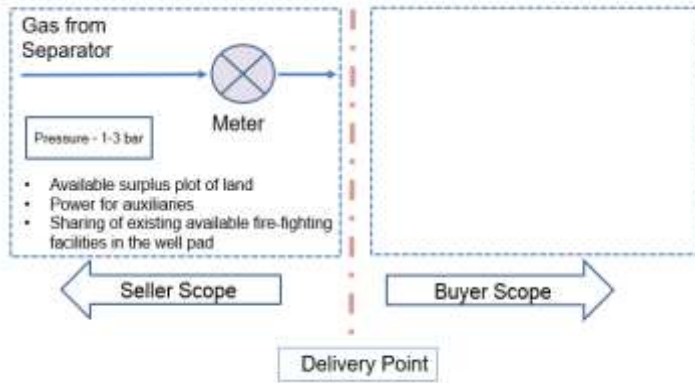 Gas from
Separator
Meter
Pressure - 1-3 bar
• Available surplus plot of land
• Power for auxiliaries
• Sharing of existing available fire-fighting
facilities in the well pad
Seller Scope
Buyer Scope
Delivery Point